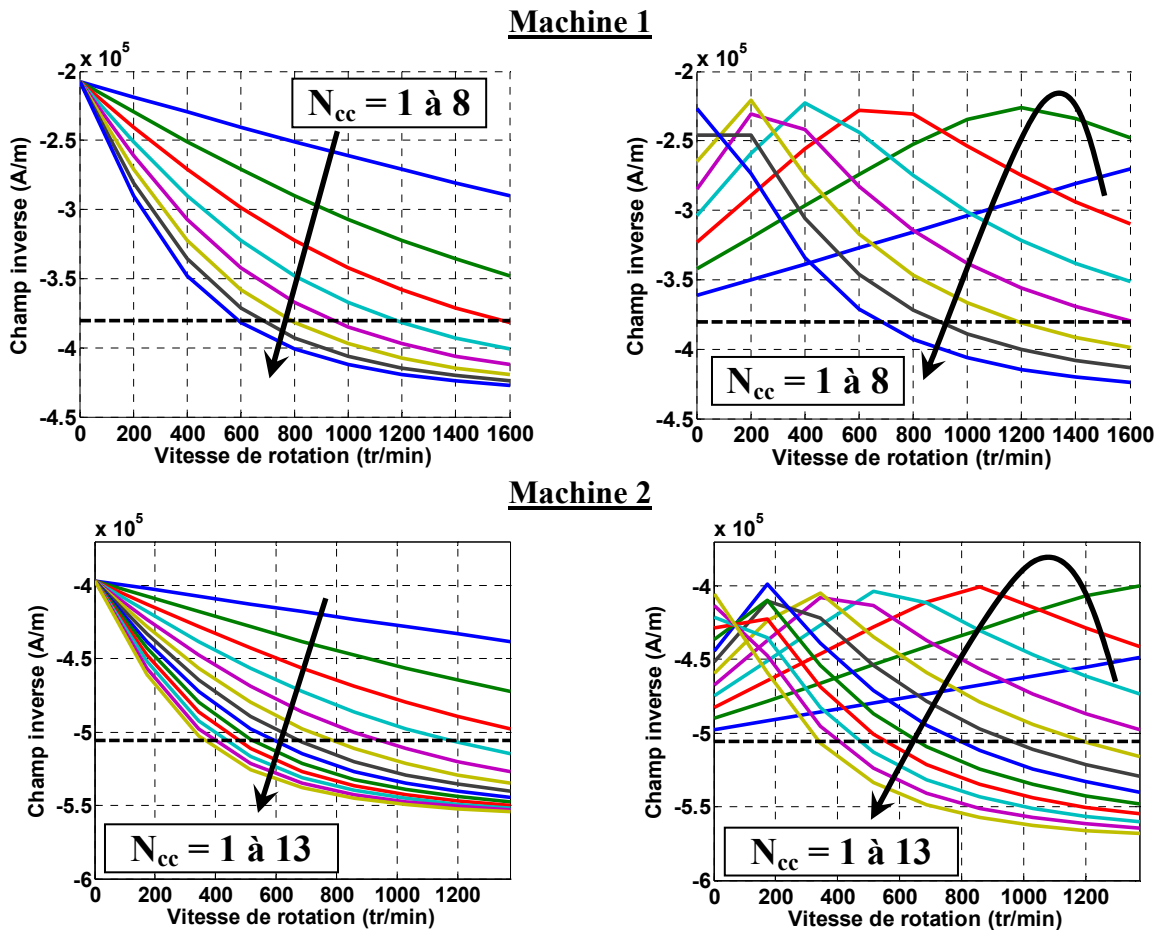 Machine 1
x 10^5
-2
-2.5
-3
-3.5
-4
-4.5
0 200 400 600 800 1000 1200 1400 1600
Vitesse de rotation (tr/min)
Champ inverse (A/m)
N_cc = 1 à 8
x 10^5
-2
-2.5
-3
-3.5
-4
-4.5
0 200 400 600 800 1000 1200 1400 1600
Vitesse de rotation (tr/min)
Champ inverse (A/m)
N_cc = 1 à 8
Machine 2
x 10^5
-4
-4.5
-5
-5.5
-6
0 200 400 600 800 1000 1200
Vitesse de rotation (tr/min)
Champ inverse (A/m)
N_cc = 1 à 13
x 10^5
-4
-4.5
-5
-5.5
-6
0 200 400 600 800 1000 1200
Vitesse de rotation (tr/min)
Champ inverse (A/m)
N_cc = 1 à 13